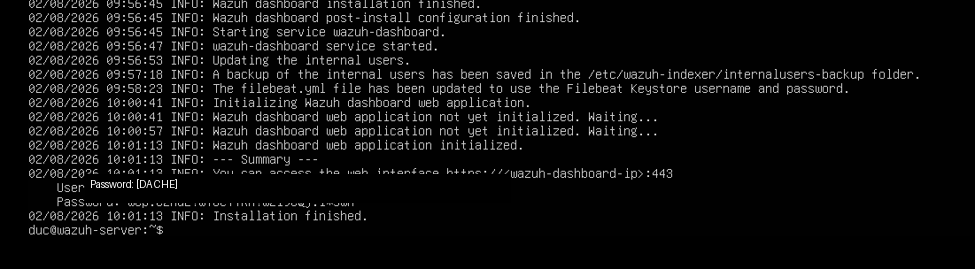 02/08/2026 09:56:45 INFO: Wazuh dashboard installation finished.
02/08/2026 09:56:45 INFO: Wazuh dashboard post-install configuration finished.
02/08/2026 09:56:45 INFO: Starting service wazuh-dashboard.
02/08/2026 09:56:47 INFO: wazuh-dashboard service started.
02/08/2026 09:56:53 INFO: Updating the internal users.
02/08/2026 09:57:18 INFO: A backup of the internal users has been saved in the /etc/wazuh-indexer/internalusers-backup folder.
02/08/2026 09:58:23 INFO: The filebeat.yml file has been updated to use the Filebeat Keystore username and password.
02/08/2026 10:00:41 INFO: Initializing Wazuh dashboard web application.
02/08/2026 10:00:41 INFO: Wazuh dashboard web application not yet initialized. Waiting...
02/08/2026 10:00:57 INFO: Wazuh dashboard web application not yet initialized. Waiting...
02/08/2026 10:01:13 INFO: Wazuh dashboard web application initialized.
02/08/2026 10:01:13 INFO: --- Summary ---
02/08/2026 10:01:13 INFO: You can access the web interface https://<wazuh-dashboard-ip>:443
User
Password: [DACHE]
Password:
02/08/2026 10:01:13 INFO: Installation finished.
duc@wazuh-server:~$